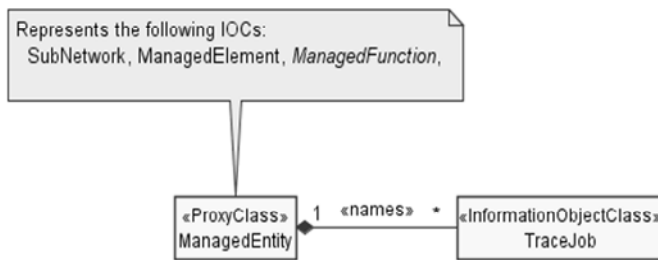 Represents the following IOCs:
SubNetwork, ManagedElement, ManagedFunction,
«ProxyClass»
ManagedEntity
1 «names» *
«InformationObjectClass»
TraceJob